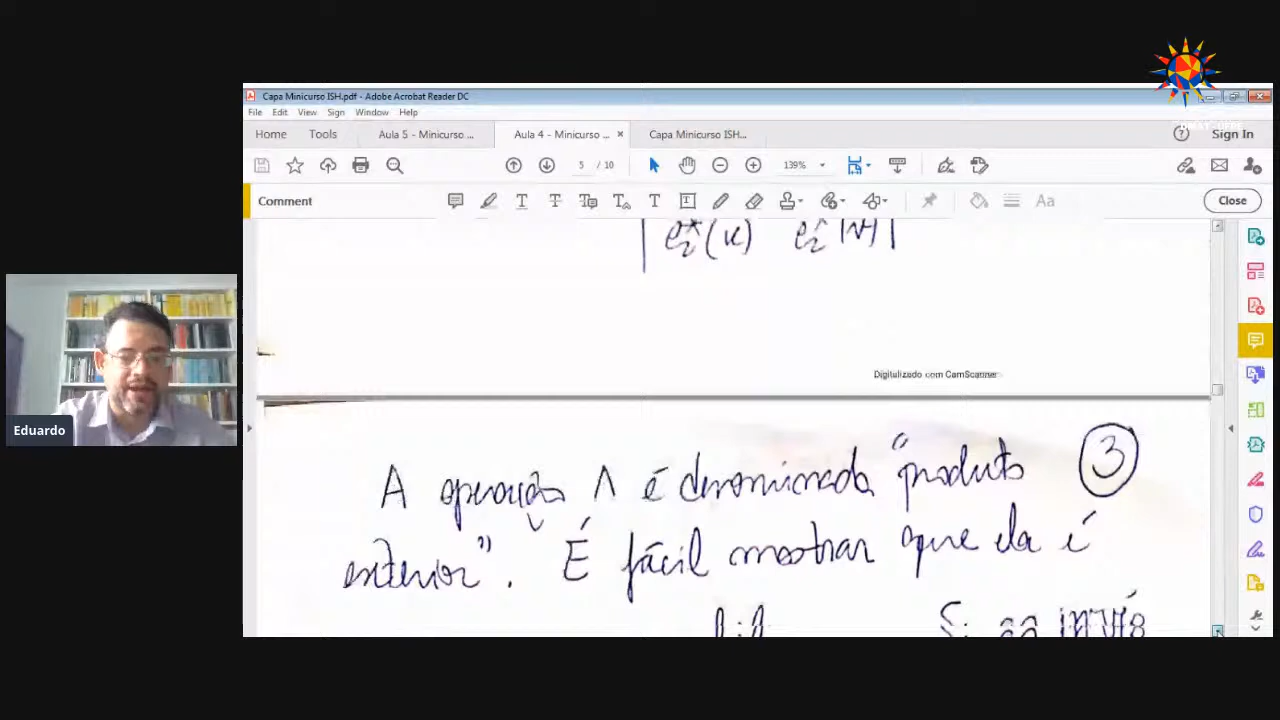 Capa Minicurso ISH.pdf - Adobe Acrobat Reader DC
File Edit View Sign Window Help
Home Tools Aula 5 - Minicurso ... Aula 4 - Minicurso ... × Capa Minicurso ISH... Sign In
5 / 10 139%
Comment Close
e₂*(u) e₂*(v)
Digitalizado com CamScanner
A operação ∧ é denominada "produto ③
exterior". É fácil mostrar que ela é
Eduardo